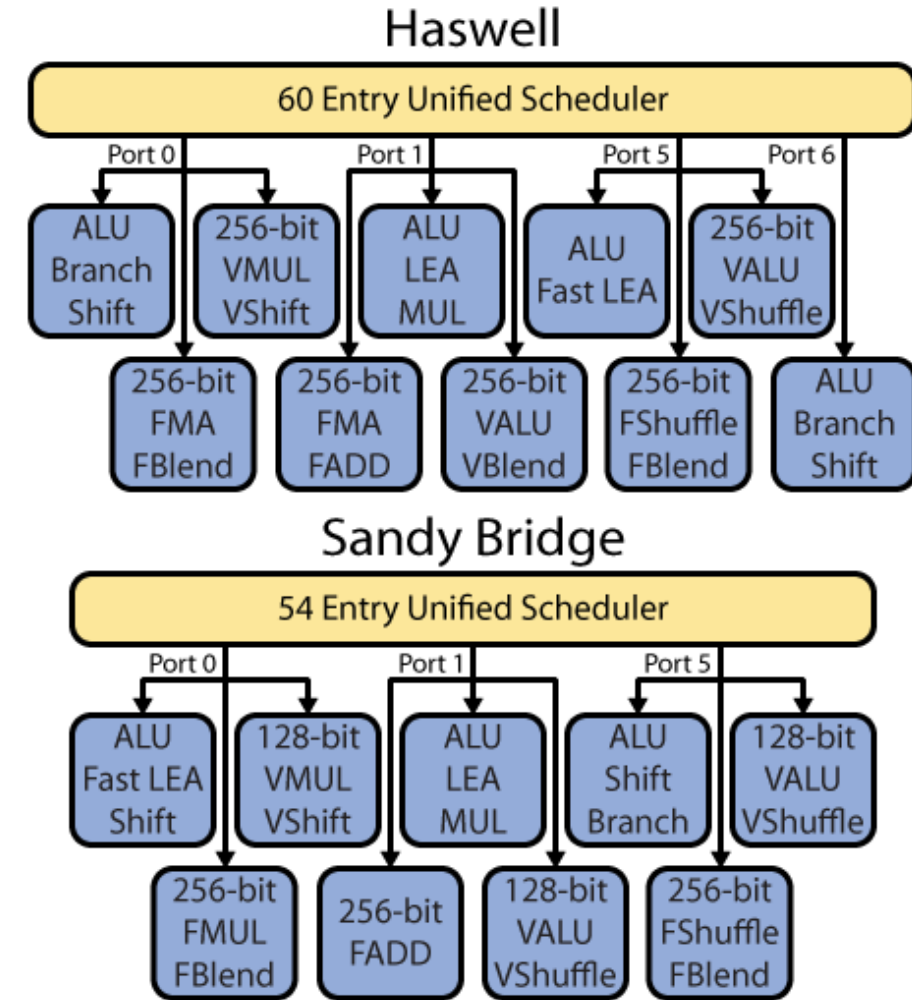 Haswell
60 Entry Unified Scheduler
Port 0
Port 1
Port 5
Port 6
ALU
Branch
Shift
256-bit
VMUL
VShift
ALU
LEA
MUL
ALU
Fast LEA
256-bit
VALU
VShuffle
256-bit
FMA
FBlend
256-bit
FMA
FADD
256-bit
VALU
VBlend
256-bit
FShuffle
FBlend
ALU
Branch
Shift
Sandy Bridge
54 Entry Unified Scheduler
Port 0
Port 1
Port 5
ALU
Fast LEA
Shift
128-bit
VMUL
VShift
ALU
LEA
MUL
ALU
Shift
Branch
128-bit
VALU
VShuffle
256-bit
FMUL
FBlend
256-bit
FADD
128-bit
VALU
VShuffle
256-bit
FShuffle
FBlend